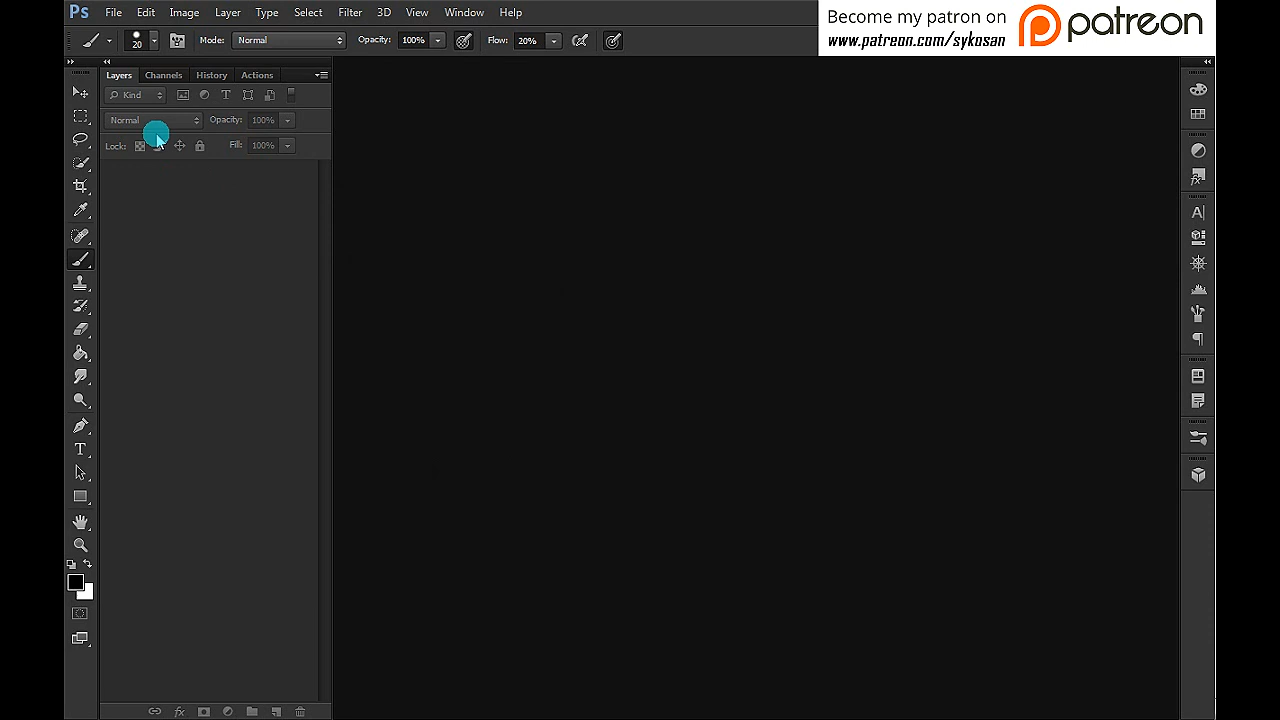 Ps File Edit Image Layer Type Select Filter 3D View Window Help
Become my patron on
www.patreon.com/sykosan
patreon
20 Mode: Normal Opacity: 100% Flow: 20%
Layers Channels History Actions
Kind
Normal Opacity: 100%
Lock: Fill: 100%